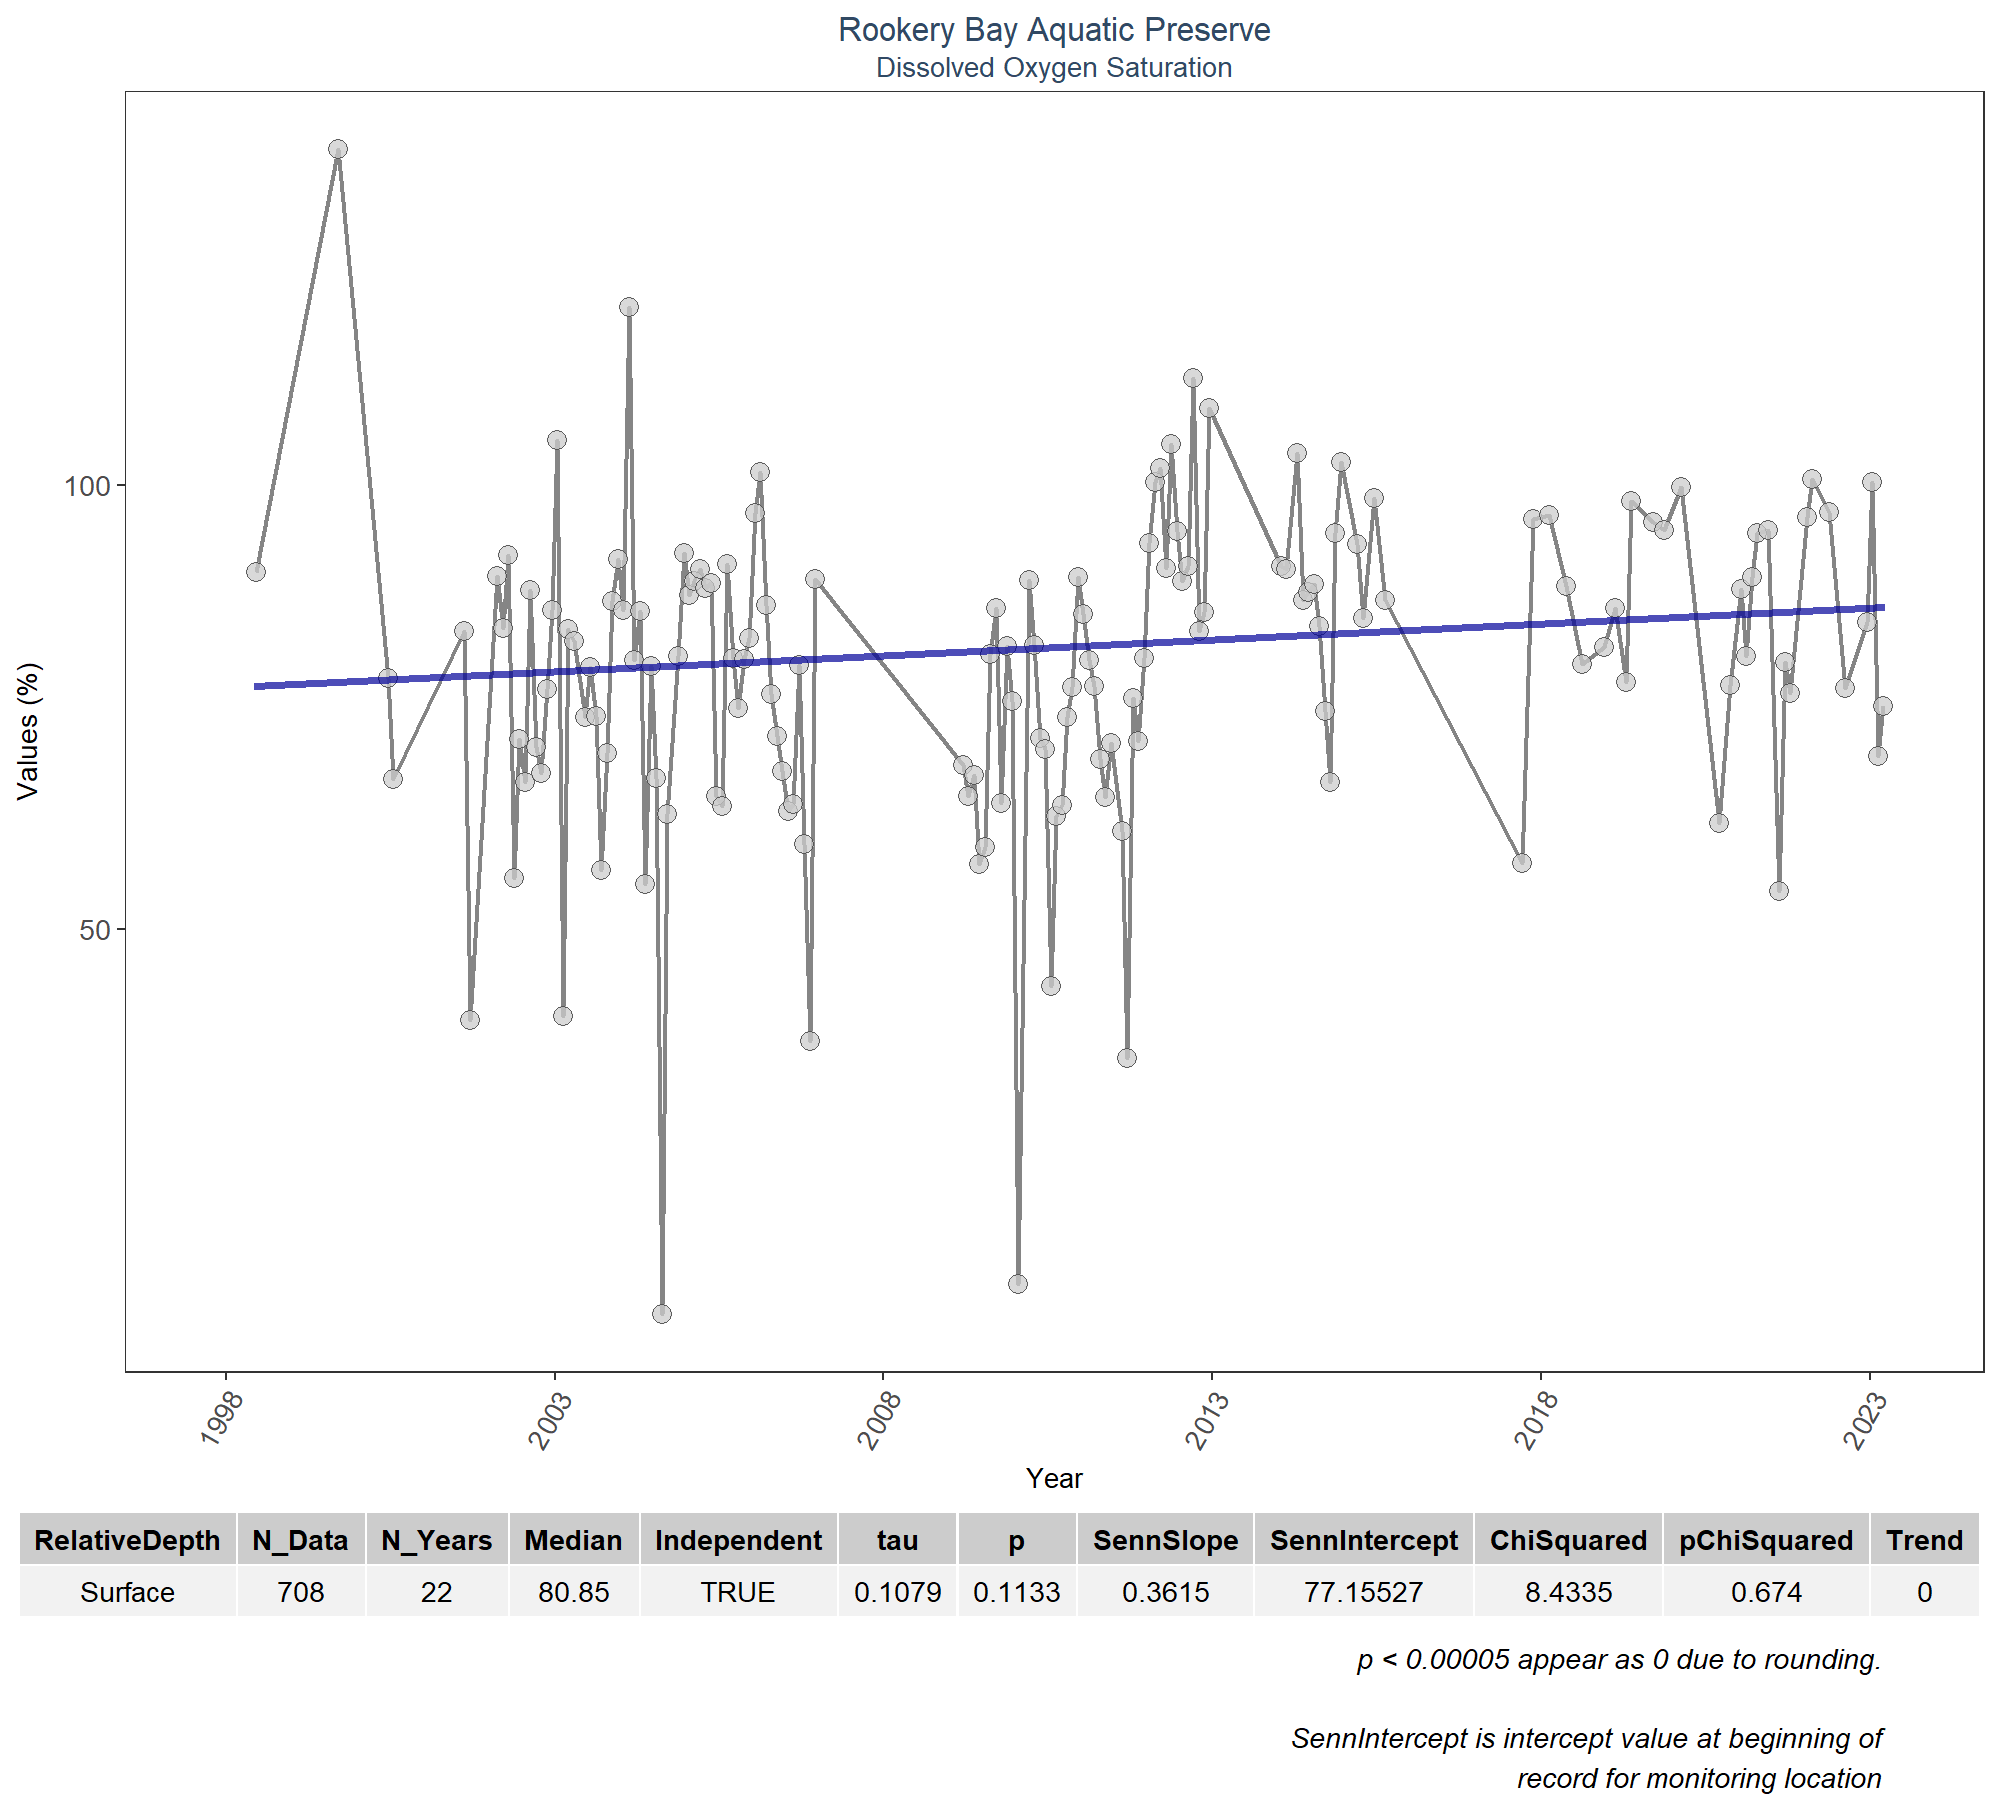 Rookery Bay Aquatic Preserve
Dissolved Oxygen Saturation
Values (%)
100
50
1998 2003 2008 2013 2018 2023
Year
RelativeDepth N_Data N_Years Median Independent tau p SennSlope SennIntercept ChiSquared pChiSquared Trend
Surface 708 22 80.85 TRUE 0.1079 0.1133 0.3615 77.15527 8.4335 0.674 0
p < 0.00005 appear as 0 due to rounding.
SennIntercept is intercept value at beginning of
record for monitoring location